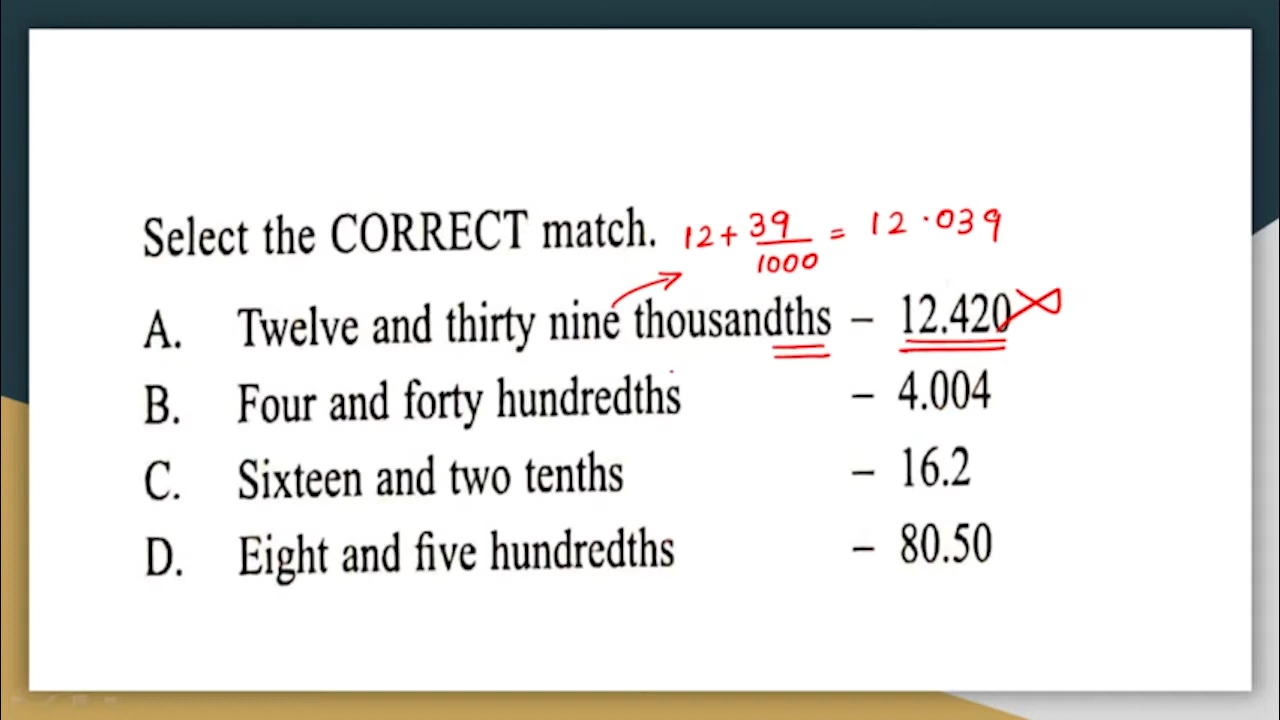 Select the CORRECT match. 12 + 39/1000 = 12.039
A. Twelve and thirty nine thousandths – 12.420
B. Four and forty hundredths – 4.004
C. Sixteen and two tenths – 16.2
D. Eight and five hundredths – 80.50